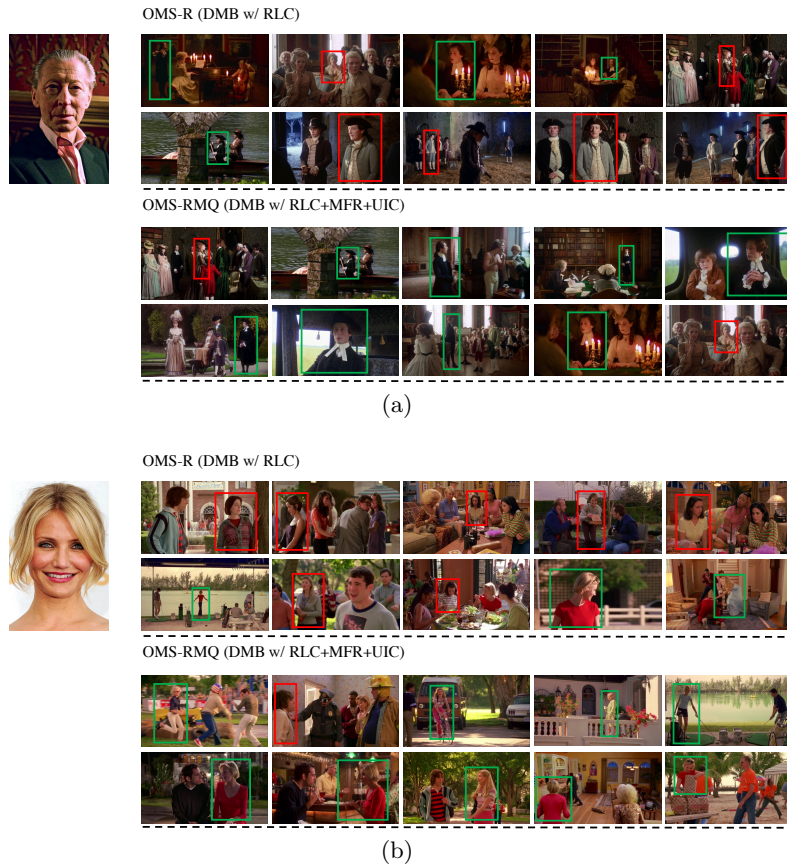 OMS-R (DMB w/ RLC)
OMS-RMQ (DMB w/ RLC+MFR+UIC)
(a)
OMS-R (DMB w/ RLC)
OMS-RMQ (DMB w/ RLC+MFR+UIC)
(b)